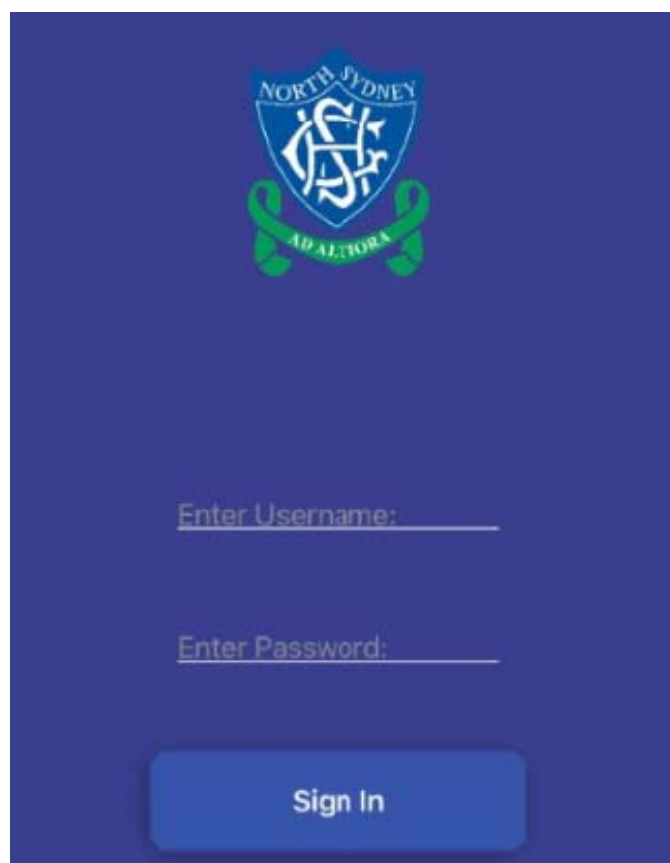 NORTH SYDNEY
AD ALTIORA
Enter Username:
Enter Password:
Sign In